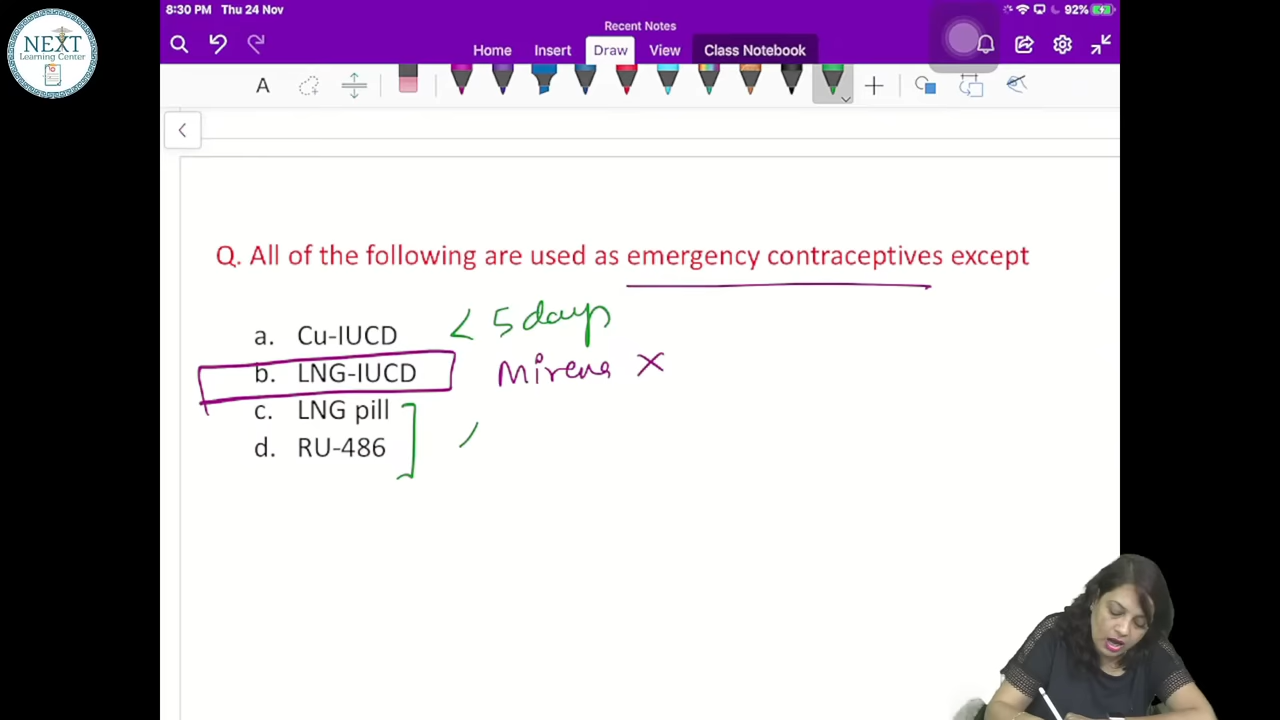 8:30 PM Thu 24 Nov
92%
NEXT
Learning Center
Recent Notes
Home Insert Draw View Class Notebook
A
Q. All of the following are used as emergency contraceptives except
a. Cu-IUCD < 5 days
b. LNG-IUCD Mirena X
c. LNG pill
d. RU-486